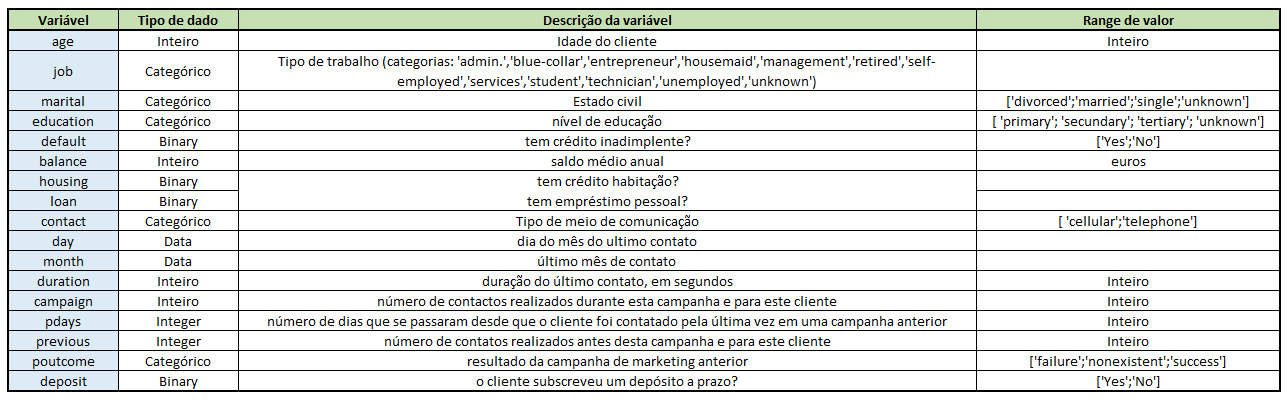 Variável Tipo de dado Descrição da variável Range de valor
age Inteiro Idade do cliente Inteiro
job Categórico Tipo de trabalho (categorias: 'admin.','blue-collar','entrepreneur','housemaid','management','retired','self-
employed','services','student','technician','unemployed','unknown')
marital Categórico Estado civil ['divorced';'married';'single';'unknown']
education Categórico nível de educação [ 'primary'; 'secundary'; 'tertiary'; 'unknown']
default Binary tem crédito inadimplente? ['Yes';'No']
balance Inteiro saldo médio anual euros
housing Binary tem crédito habitação?
loan Binary tem empréstimo pessoal?
contact Categórico Tipo de meio de comunicação [ 'cellular';'telephone']
day Data dia do mês do ultimo contato
month Data último mês de contato
duration Inteiro duração do último contato, em segundos Inteiro
campaign Inteiro número de contactos realizados durante esta campanha e para este cliente Inteiro
pdays Integer número de dias que se passaram desde que o cliente foi contatado pela última vez em uma campanha anterior Inteiro
previous Integer número de contatos realizados antes desta campanha e para este cliente Inteiro
poutcome Categórico resultado da campanha de marketing anterior ['failure';'nonexistent';'success']
deposit Binary o cliente subscreveu um depósito a prazo? ['Yes';'No']